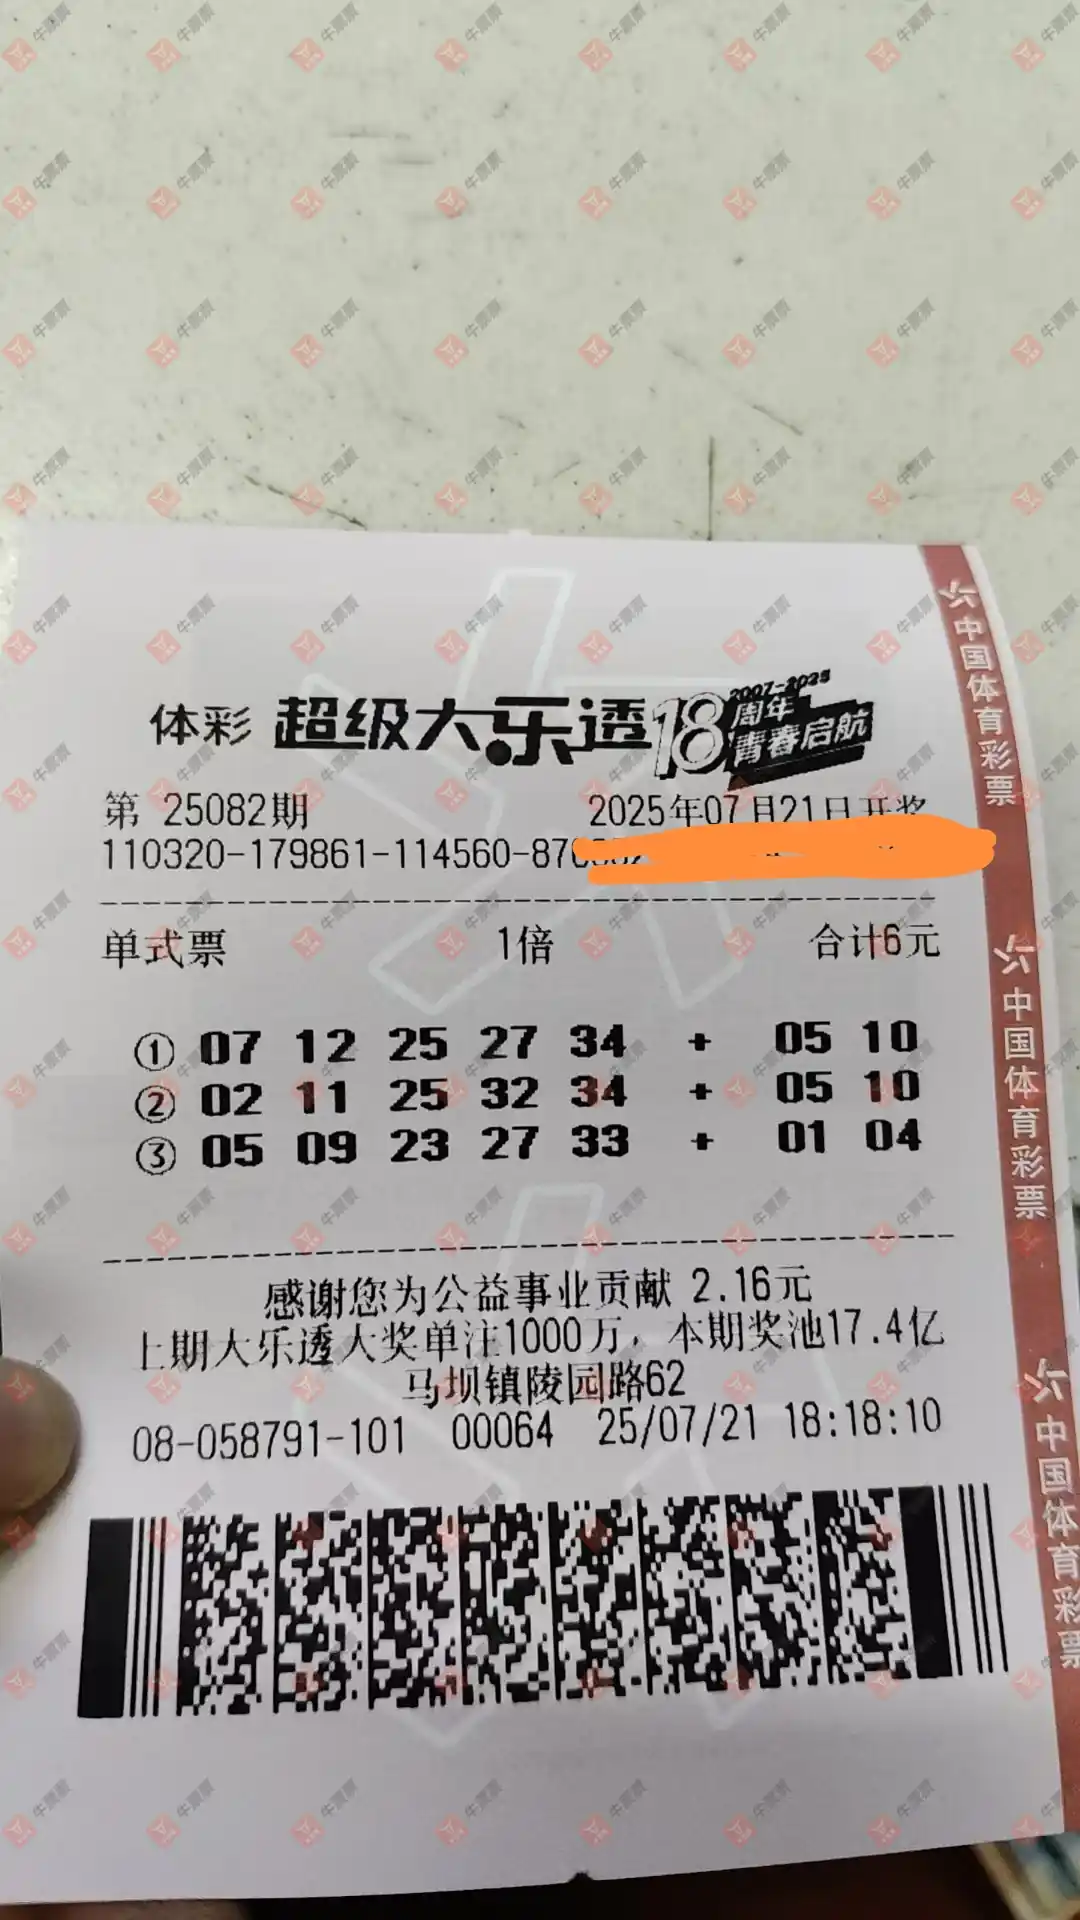 体彩 超级大乐透 18 2007-2025 周年 青春启航
第 25082期 2025年07月21日开奖
110320-179861-114560-87
单式票 1倍 合计6元
① 07 12 25 27 34 + 05 10
② 02 11 25 32 34 + 05 10
③ 05 09 23 27 33 + 01 04
感谢您为公益事业贡献 2.16元
上期大乐透大奖单注1000万，本期奖池17.4亿
马坝镇陵园路62
08-058791-101 00064 25/07/21 18:18:10
中国体育彩票
中国体育彩票
中国体育彩票
牛票票